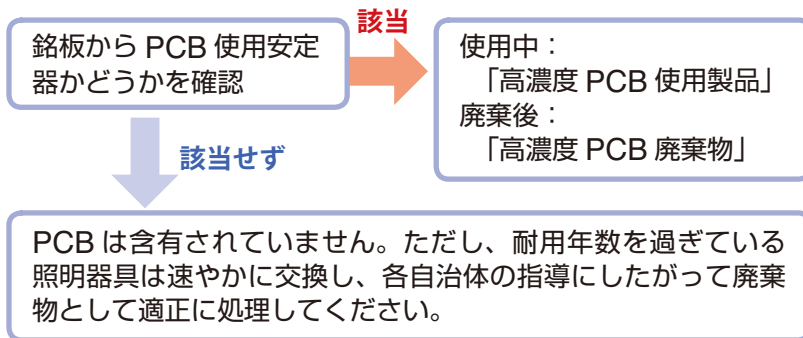 該当
銘板から PCB 使用安定
器かどうかを確認
使用中：
「高濃度 PCB 使用製品」
廃棄後：
「高濃度 PCB 廃棄物」
該当せず
PCB は含有されていません。ただし、耐用年数を過ぎている
照明器具は速やかに交換し、各自治体の指導にしたがって廃棄
物として適正に処理してください。